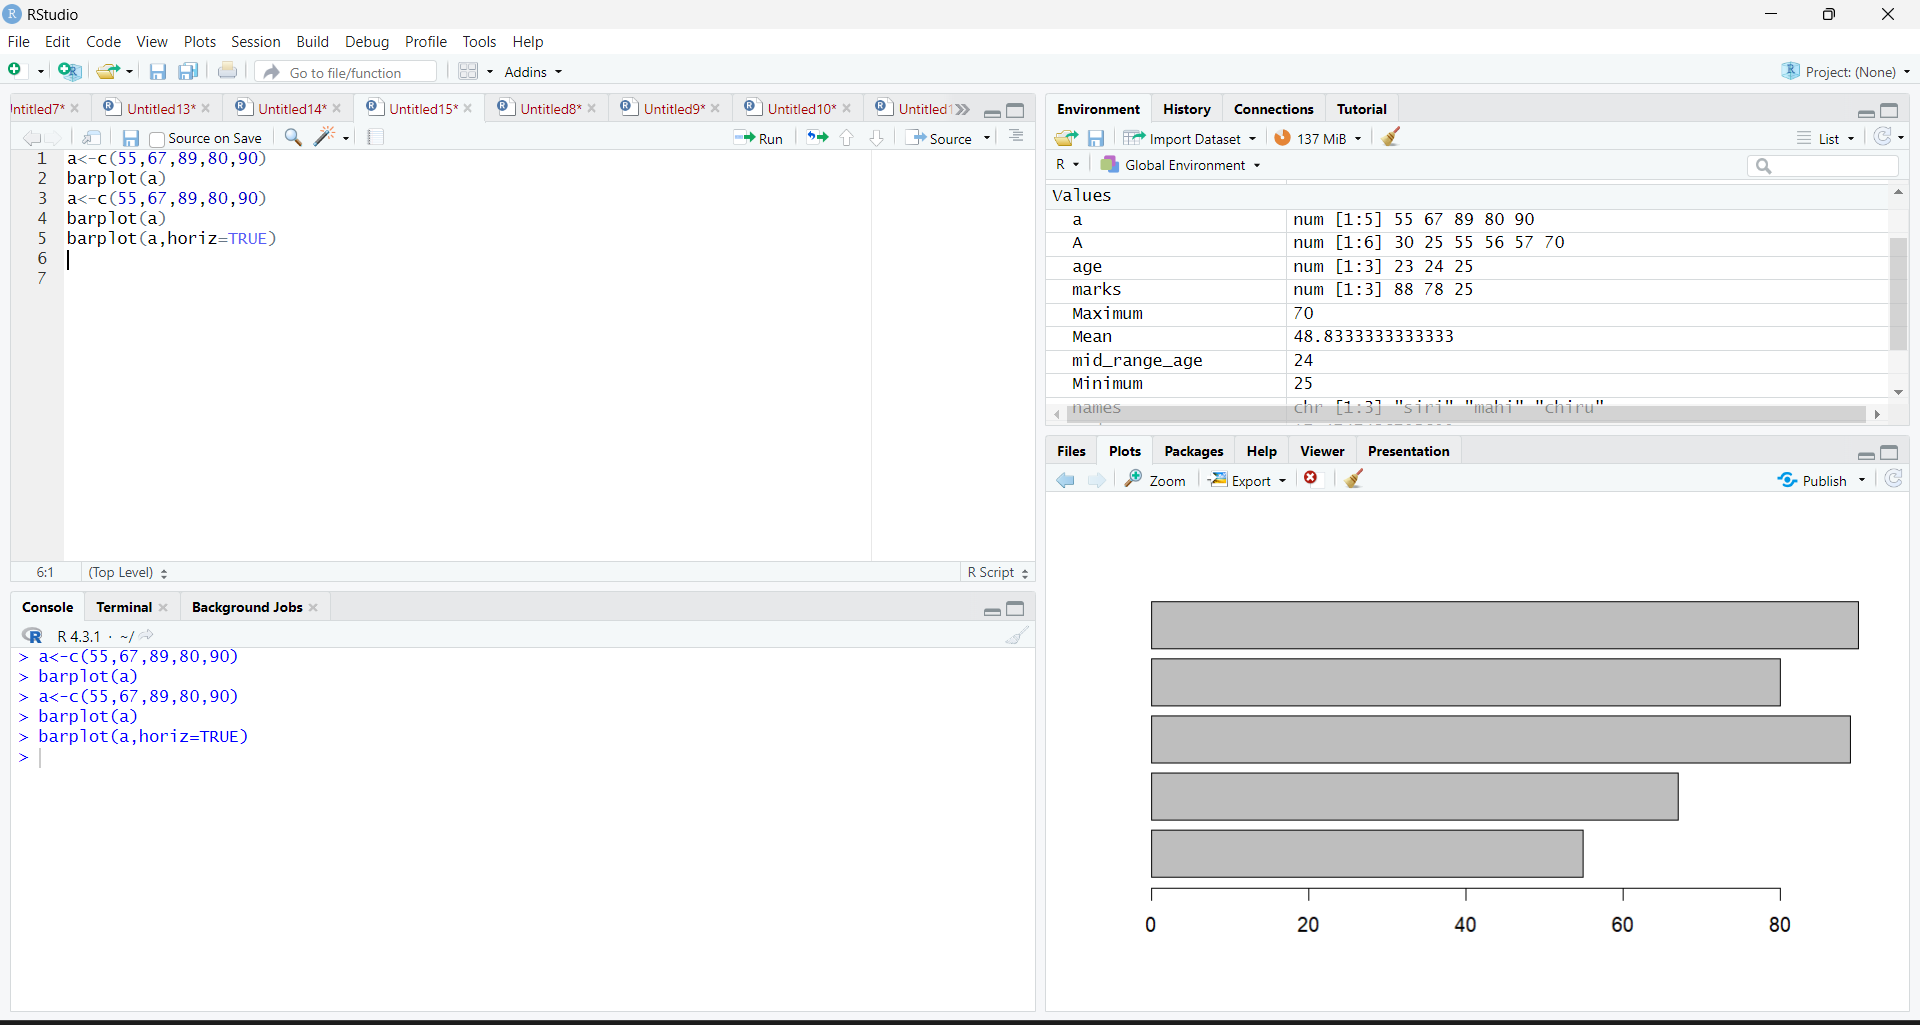 RStudio
File Edit Code View Plots Session Build Debug Profile Tools Help
Go to file/function Addins Project: (None)
ntitled7* Untitled13* Untitled14* Untitled15* Untitled8* Untitled9* Untitled10* Untitled1
Source on Save Run Source
1 a<-c(55,67,89,80,90)
2 barplot(a)
3 a<-c(55,67,89,80,90)
4 barplot(a)
5 barplot(a,horiz=TRUE)
6
7
6:1 (Top Level) R Script
Console Terminal Background Jobs
R 4.3.1 · ~/
> a<-c(55,67,89,80,90)
> barplot(a)
> a<-c(55,67,89,80,90)
> barplot(a)
> barplot(a,horiz=TRUE)
>
Environment History Connections Tutorial
Import Dataset 137 MiB List
R Global Environment
Values
a num [1:5] 55 67 89 80 90
A num [1:6] 30 25 55 56 57 70
age num [1:3] 23 24 25
marks num [1:3] 88 78 25
Maximum 70
Mean 48.8333333333333
mid_range_age 24
Minimum 25
names chr [1:3] "siri" "mahi" "chiru"
Files Plots Packages Help Viewer Presentation
Zoom Export Publish
0 20 40 60 80